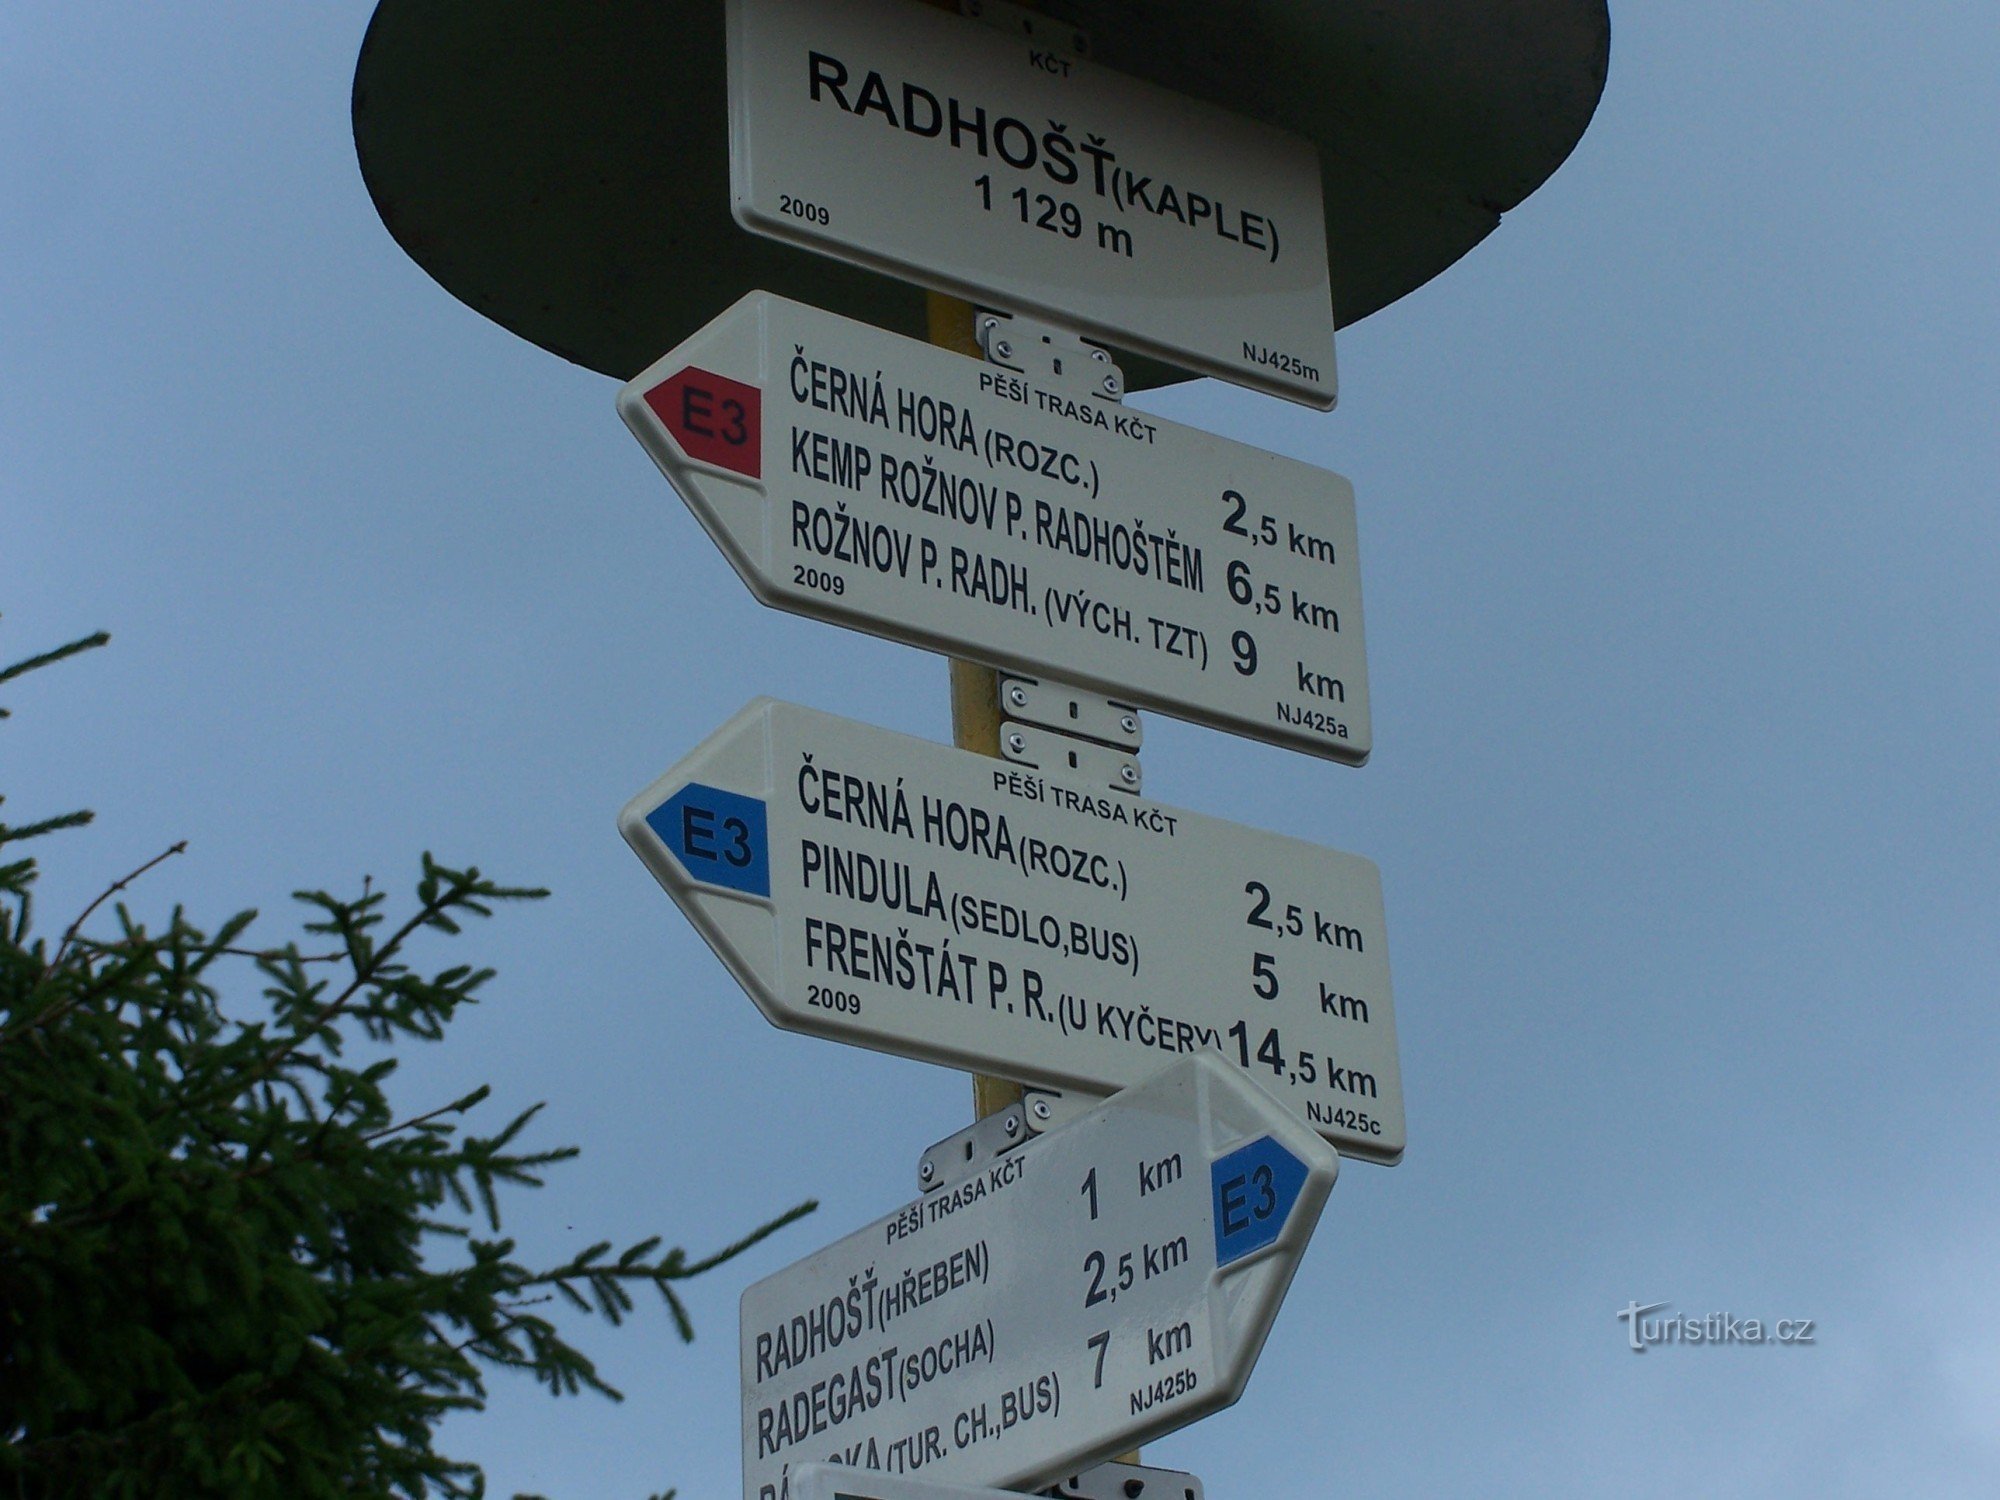 KČT
RADHOŠŤ(KAPLE)
1 129 m
2009
NJ425m
PĚŠÍ TRASA KČT
E3
ČERNÁ HORA (ROZC.) 2,5 km
KEMP ROŽNOV P. RADHOŠTĚM 6,5 km
ROŽNOV P. RADH. (VÝCH. TZT) 9 km
2009
NJ425a
PĚŠÍ TRASA KČT
E3
ČERNÁ HORA (ROZC.) 2,5 km
PINDULA (SEDLO,BUS) 5 km
FRENŠTÁT P. R. (U KYČERY) 14,5 km
2009
NJ425c
PĚŠÍ TRASA KČT
E3
RADHOŠŤ (HŘEBEN) 1 km
RADEGAST (SOCHA) 2,5 km
(TUR. CH.,BUS) 7 km
NJ425b
Turistika.cz